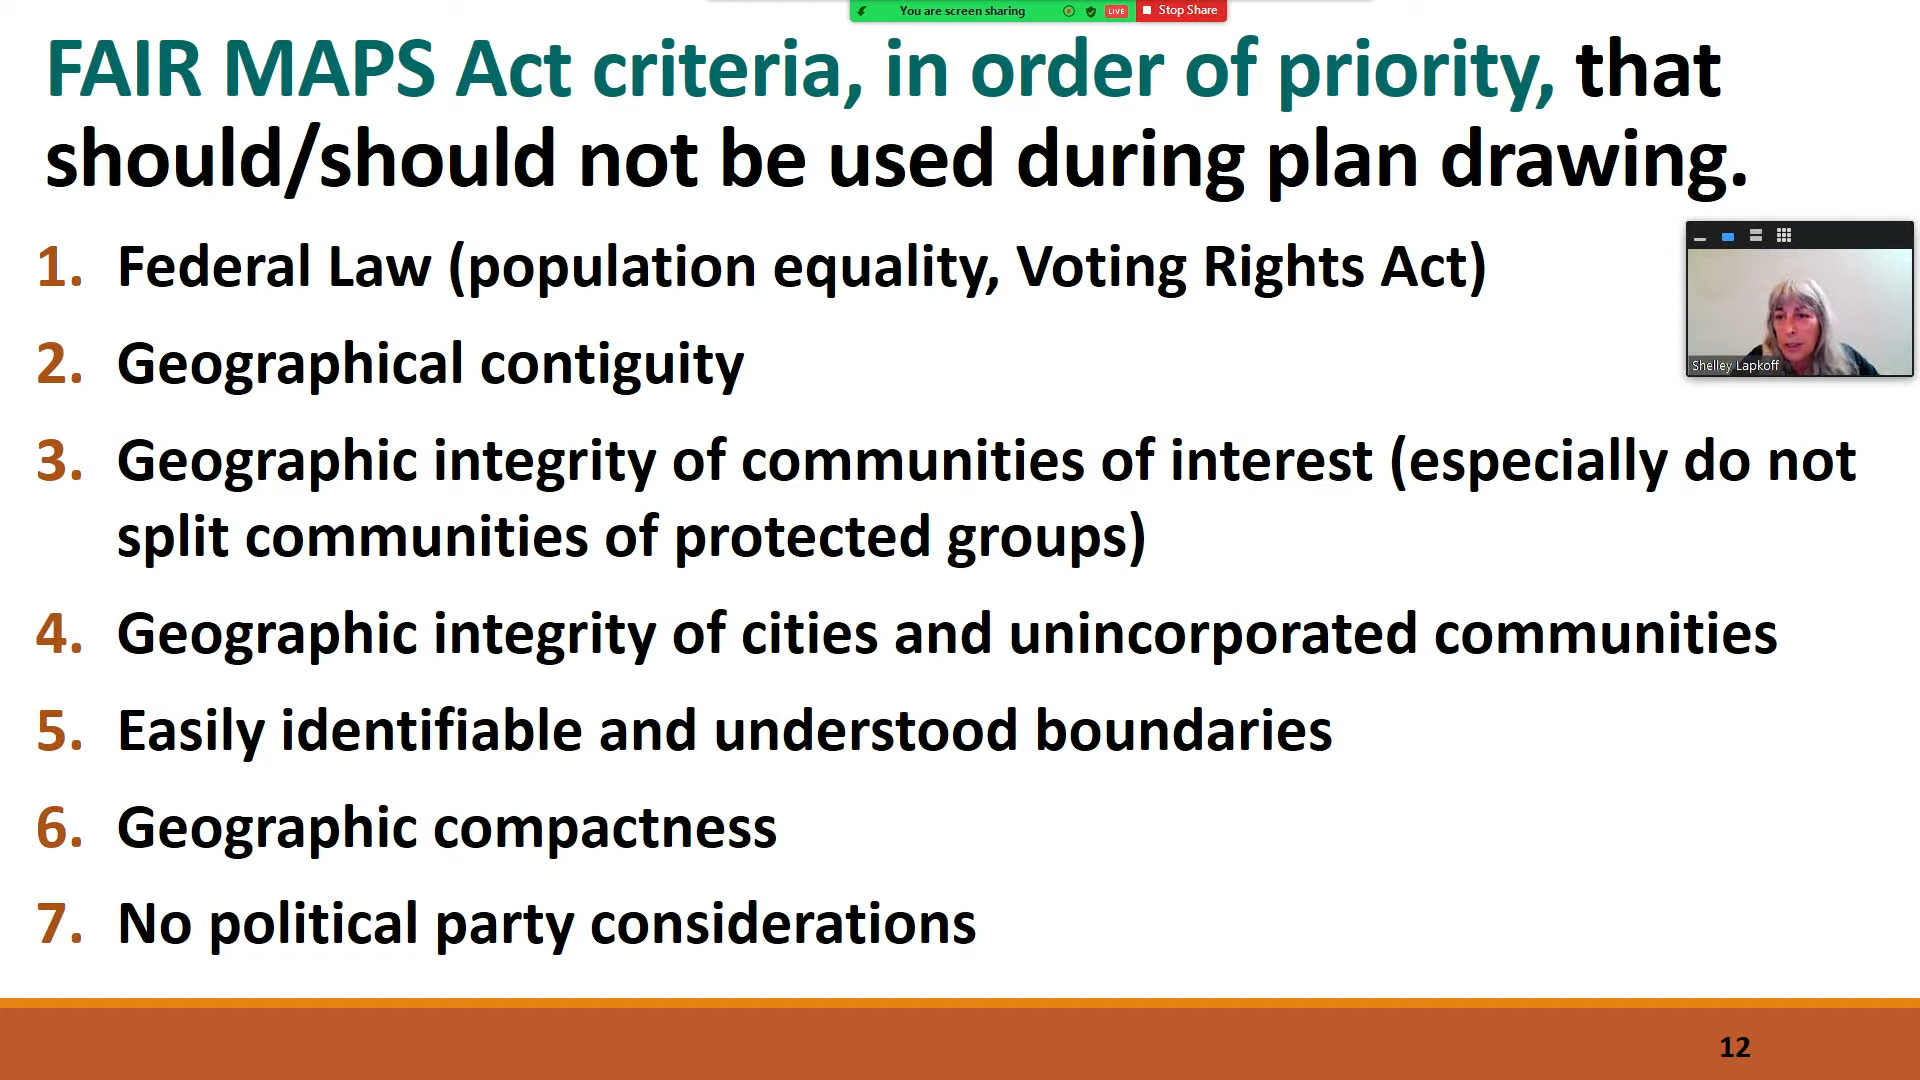 You are screen sharing LIVE Stop Share
FAIR MAPS Act criteria, in order of priority, that
should/should not be used during plan drawing.
1. Federal Law (population equality, Voting Rights Act)
2. Geographical contiguity
3. Geographic integrity of communities of interest (especially do not
split communities of protected groups)
4. Geographic integrity of cities and unincorporated communities
5. Easily identifiable and understood boundaries
6. Geographic compactness
7. No political party considerations
Shelley Lapkoff
12